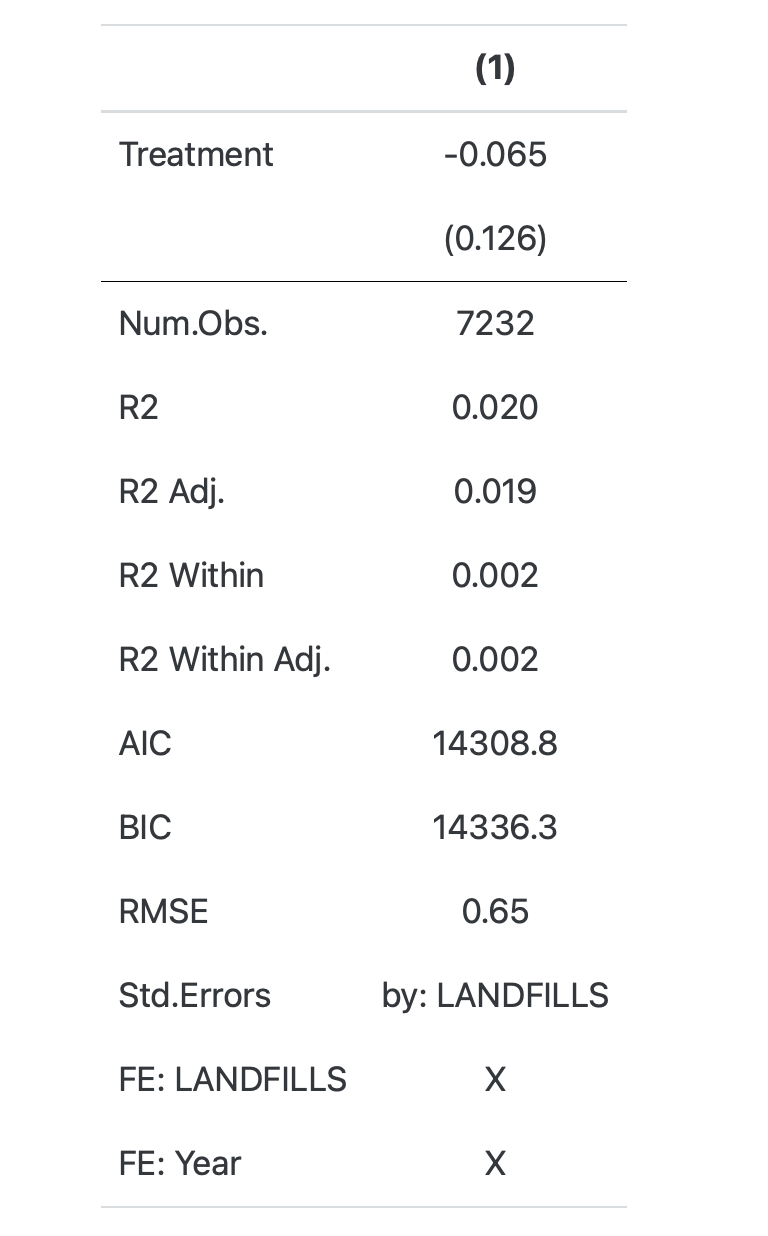 (1)
Treatment -0.065
(0.126)
Num.Obs. 7232
R2 0.020
R2 Adj. 0.019
R2 Within 0.002
R2 Within Adj. 0.002
AIC 14308.8
BIC 14336.3
RMSE 0.65
Std.Errors by: LANDFILLS
FE: LANDFILLS X
FE: Year X